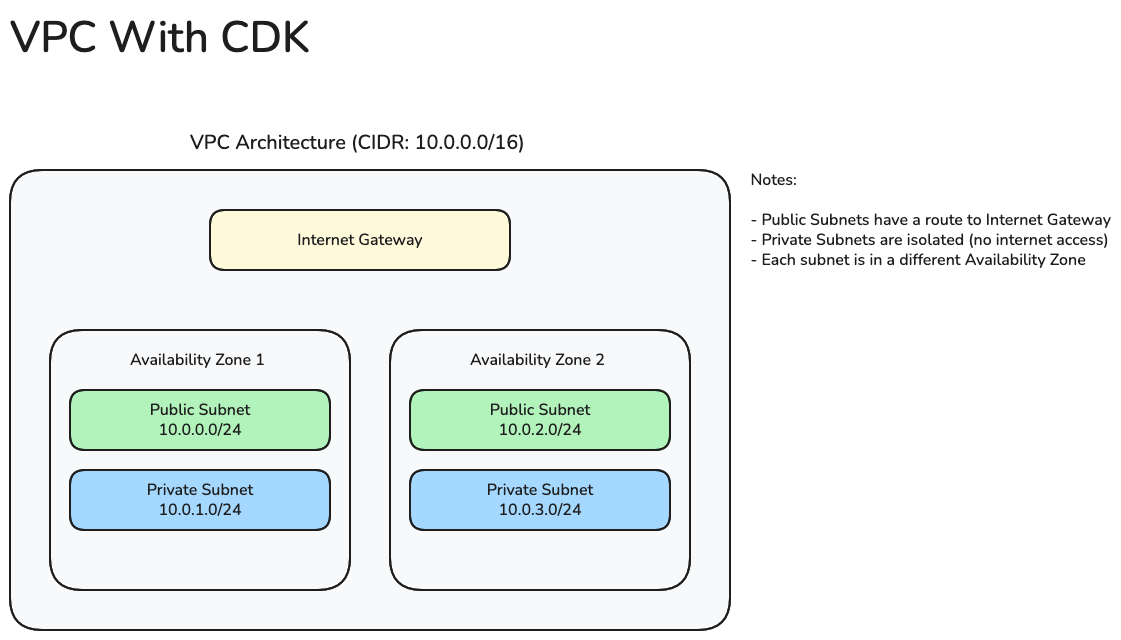 VPC With CDK
VPC Architecture (CIDR: 10.0.0.0/16)
Internet Gateway
Availability Zone 1
Public Subnet
10.0.0.0/24
Private Subnet
10.0.1.0/24
Availability Zone 2
Public Subnet
10.0.2.0/24
Private Subnet
10.0.3.0/24
Notes:
- Public Subnets have a route to Internet Gateway
- Private Subnets are isolated (no internet access)
- Each subnet is in a different Availability Zone